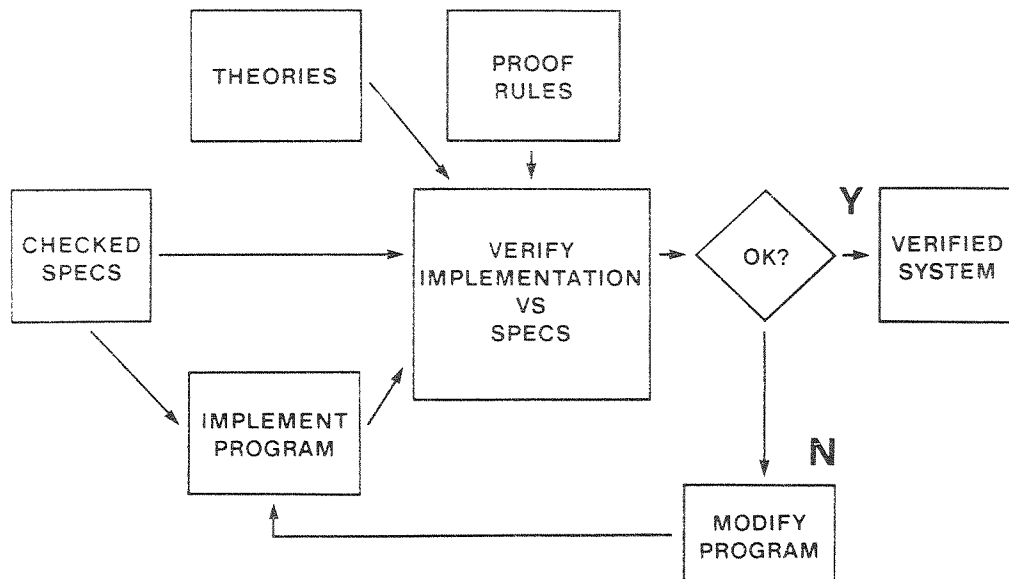 THEORIES
PROOF
RULES
CHECKED
SPECS
VERIFY
IMPLEMENTATION
VS
SPECS
OK?
Y
VERIFIED
SYSTEM
IMPLEMENT
PROGRAM
N
MODIFY
PROGRAM